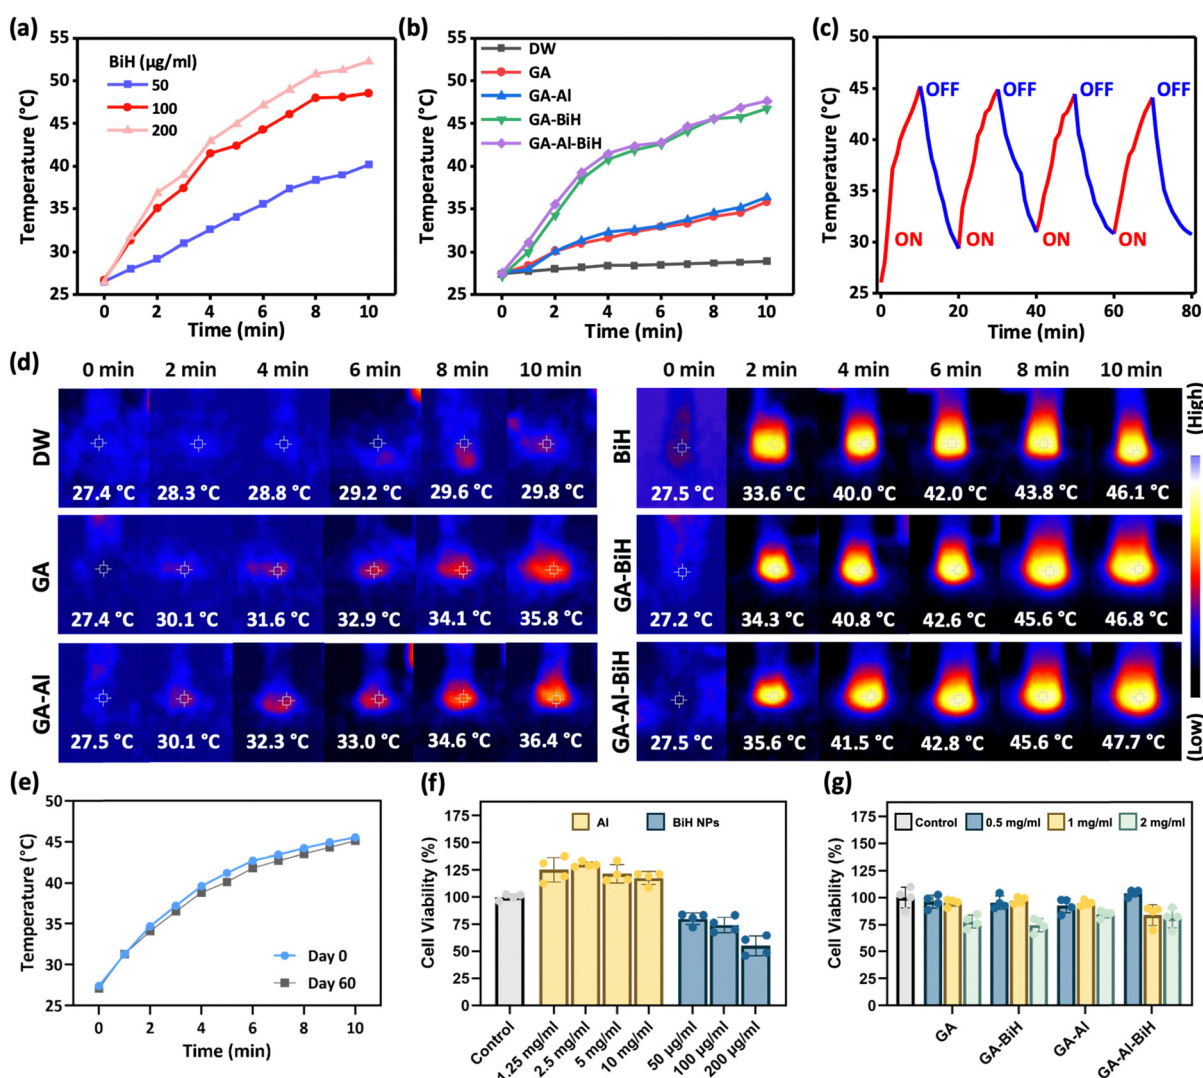 (a)
55
50
45
40
35
30
25
Temperature (°C)
BiH (μg/ml)
50
100
200
0 2 4 6 8 10
Time (min)
(b)
55
50
45
40
35
30
25
Temperature (°C)
DW
GA
GA-Al
GA-BiH
GA-Al-BiH
0 2 4 6 8 10
Time (min)
(c)
50
45
40
35
30
25
Temperature (°C)
OFF OFF OFF OFF
ON ON ON ON
0 20 40 60 80
Time (min)
(d)
0 min 2 min 4 min 6 min 8 min 10 min
DW
27.4 °C 28.3 °C 28.8 °C 29.2 °C 29.6 °C 29.8 °C
GA
27.4 °C 30.1 °C 31.6 °C 32.9 °C 34.1 °C 35.8 °C
GA-Al
27.5 °C 30.1 °C 32.3 °C 33.0 °C 34.6 °C 36.4 °C
0 min 2 min 4 min 6 min 8 min 10 min
BiH
27.5 °C 33.6 °C 40.0 °C 42.0 °C 43.8 °C 46.1 °C
GA-BiH
27.2 °C 34.3 °C 40.8 °C 42.6 °C 45.6 °C 46.8 °C
GA-Al-BiH
27.5 °C 35.6 °C 41.5 °C 42.8 °C 45.6 °C 47.7 °C
(High)
(Low)
(e)
50
45
40
35
30
25
Temperature (°C)
Day 0
Day 60
0 2 4 6 8 10
Time (min)
(f)
175
150
125
100
75
50
25
0
Cell Viability (%)
Al BiH NPs
Control
1.25 mg/ml
2.5 mg/ml
5 mg/ml
10 mg/ml
50 μg/ml
100 μg/ml
200 μg/ml
(g)
175
150
125
100
75
50
25
0
Cell Viability (%)
Control 0.5 mg/ml 1 mg/ml 2 mg/ml
GA
GA-BiH
GA-Al
GA-Al-BiH